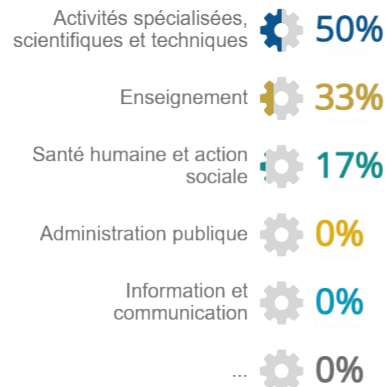 Activités spécialisées,
scientifiques et techniques 50%
Enseignement 33%
Santé humaine et action
sociale 17%
Administration publique 0%
Information et
communication 0%
... 0%